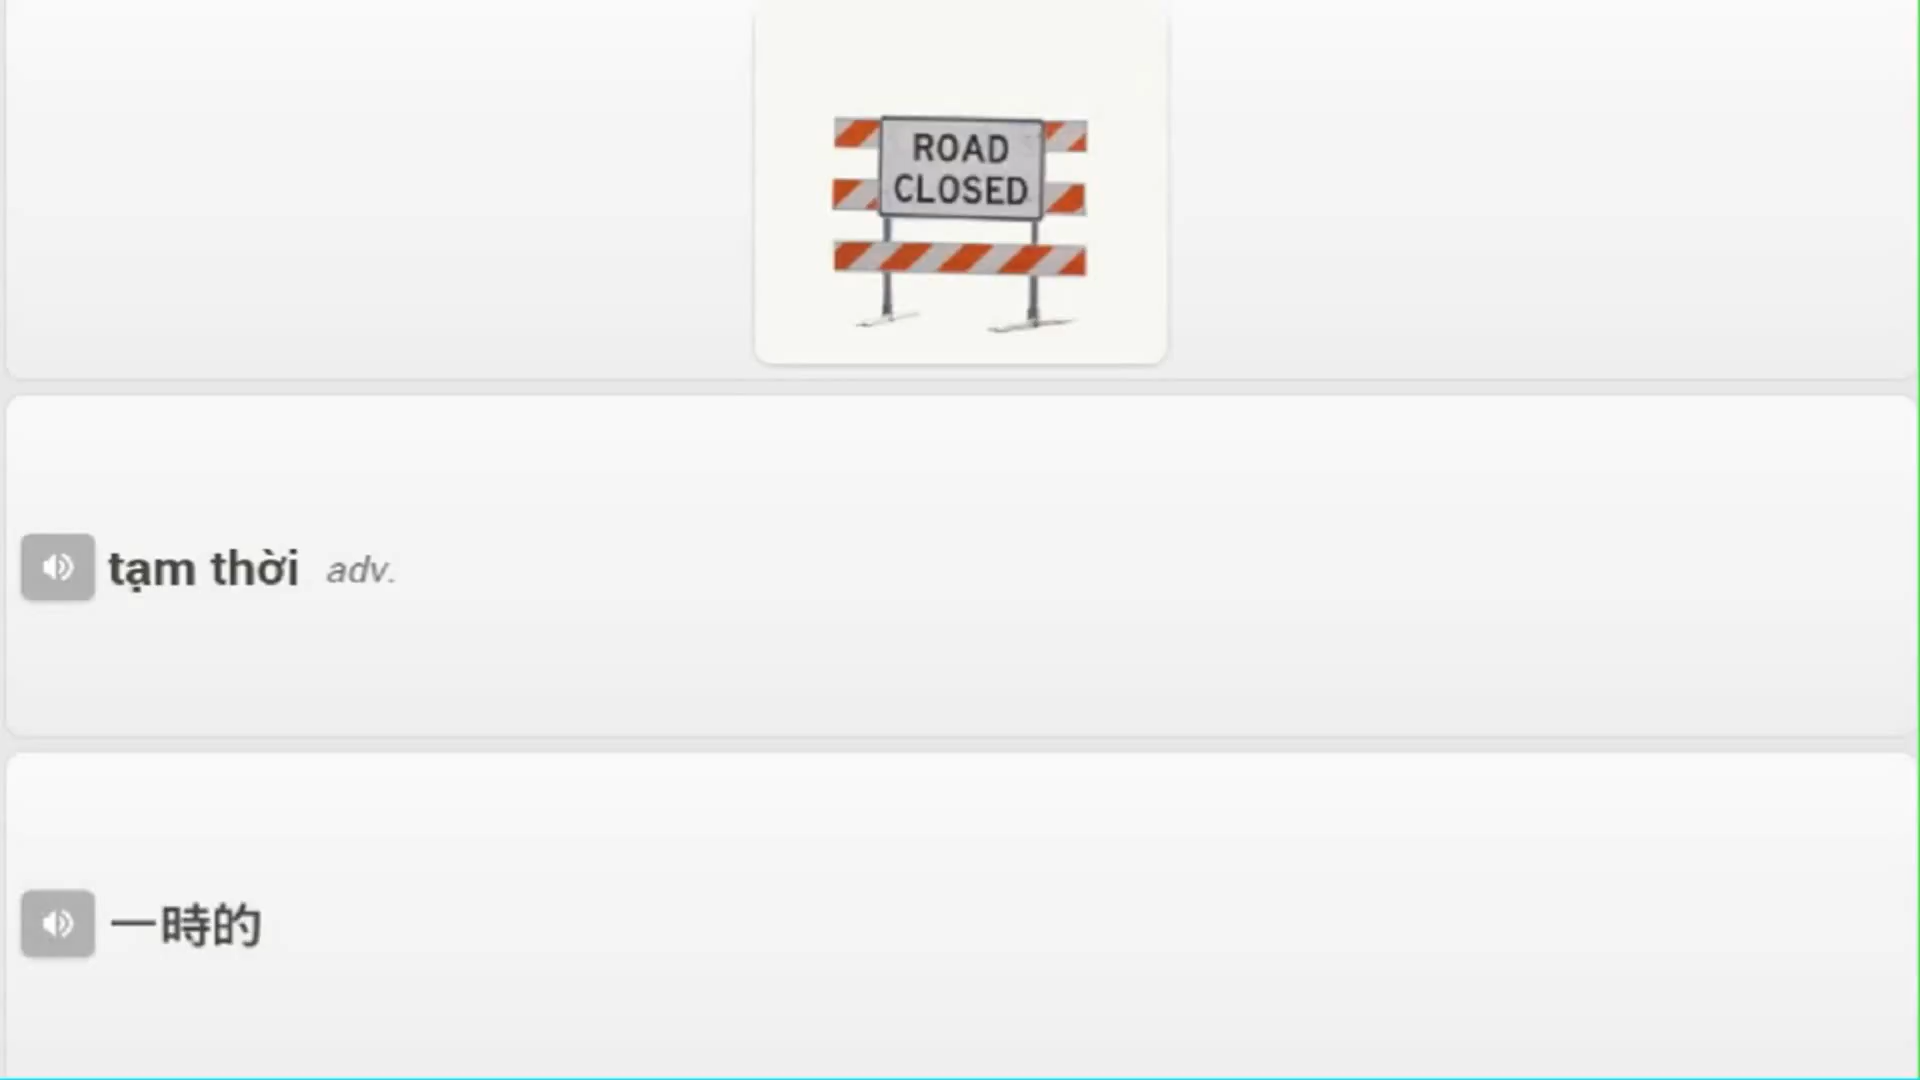 ROAD
CLOSED
tạm thời adv.
一時的